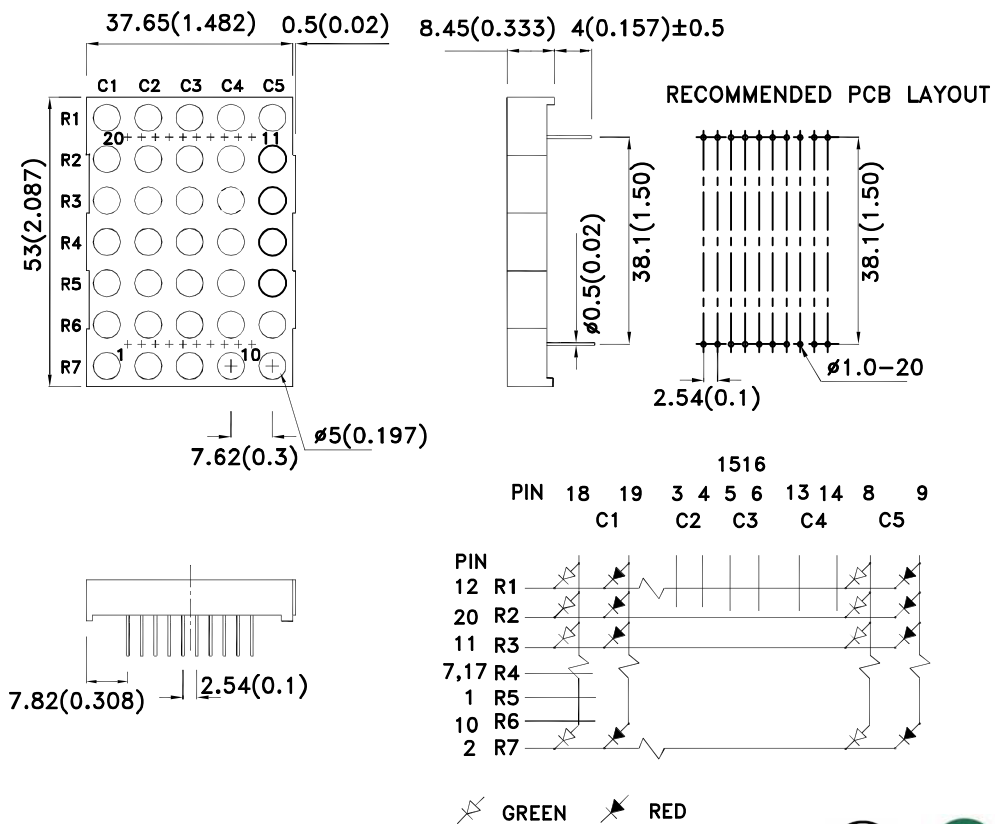 37.65(1.482) 0.5(0.02)
8.45(0.333) 4(0.157)±0.5
C1 C2 C3 C4 C5
RECOMMENDED PCB LAYOUT
R1
20 11
R2
R3
R4
R5
R6
1 10
R7
53(2.087)
ø5(0.197)
7.62(0.3)
ø0.5(0.02)
38.1(1.50)
38.1(1.50)
ø1.0-20
2.54(0.1)
1516
PIN 18 19 3 4 5 6 13 14 8 9
C1 C2 C3 C4 C5
PIN
12 R1
20 R2
11 R3
7,17 R4
1 R5
10 R6
2 R7
7.82(0.308)
2.54(0.1)
GREEN RED